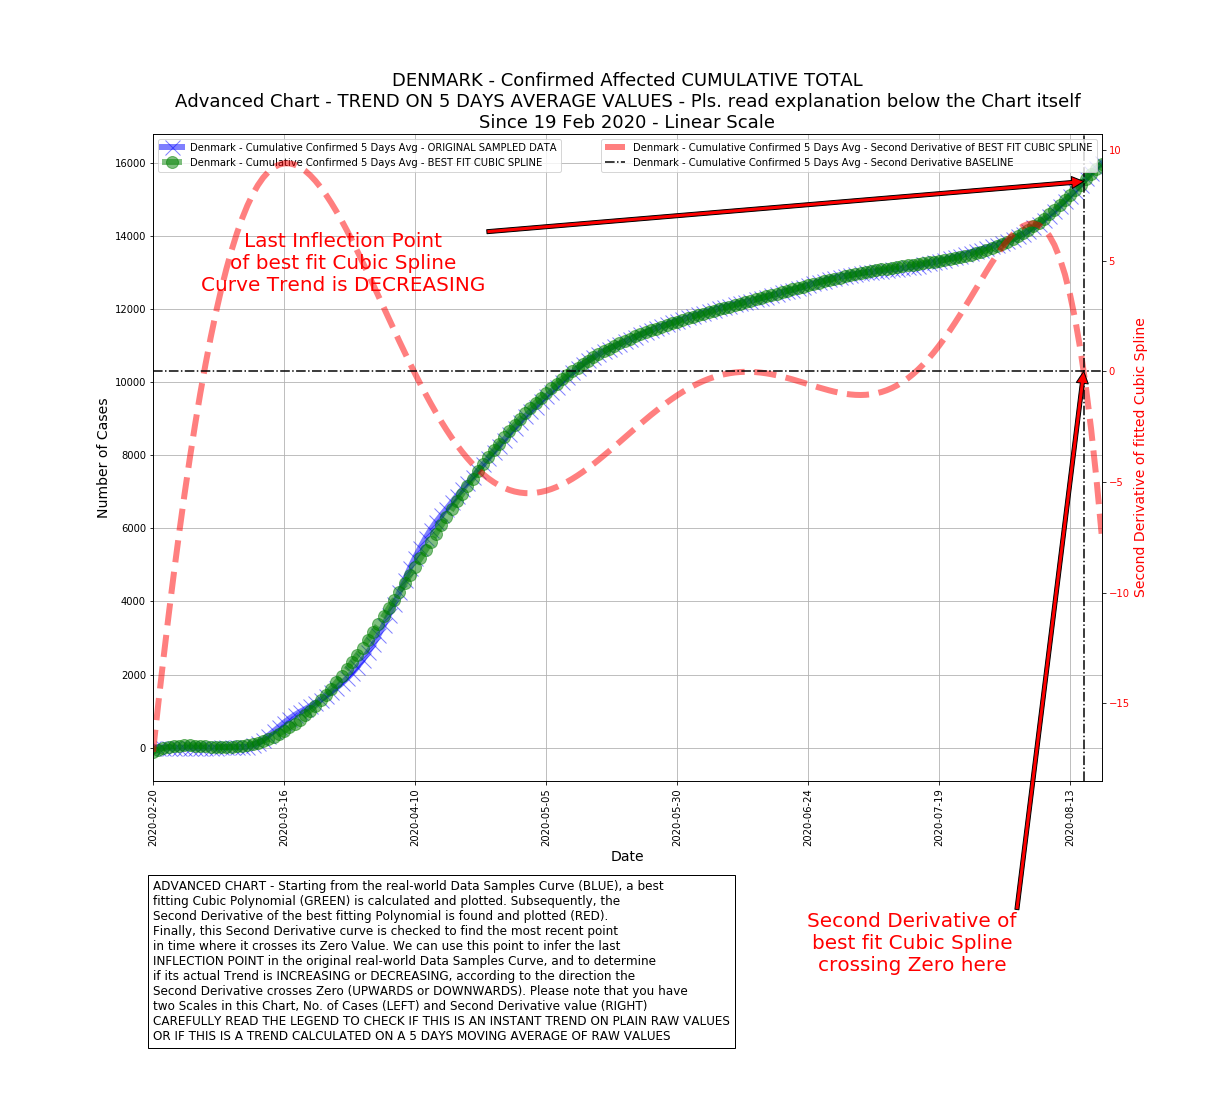 DENMARK - Confirmed Affected CUMULATIVE TOTAL
Advanced Chart - TREND ON 5 DAYS AVERAGE VALUES - Pls. read explanation below the Chart itself
Since 19 Feb 2020 - Linear Scale
Denmark - Cumulative Confirmed 5 Days Avg - ORIGINAL SAMPLED DATA
Denmark - Cumulative Confirmed 5 Days Avg - BEST FIT CUBIC SPLINE
Denmark - Cumulative Confirmed 5 Days Avg - Second Derivative of BEST FIT CUBIC SPLINE
Denmark - Cumulative Confirmed 5 Days Avg - Second Derivative BASELINE
Last Inflection Point
of best fit Cubic Spline
Curve Trend is DECREASING
Number of Cases
16000
14000
12000
10000
8000
6000
4000
2000
0
10
5
0
−5
−10
−15
Second Derivative of fitted Cubic Spline
2020-02-20
2020-03-16
2020-04-10
2020-05-05
2020-05-30
2020-06-24
2020-07-19
2020-08-13
Date
ADVANCED CHART - Starting from the real-world Data Samples Curve (BLUE), a best
fitting Cubic Polynomial (GREEN) is calculated and plotted. Subsequently, the
Second Derivative of the best fitting Polynomial is found and plotted (RED).
Finally, this Second Derivative curve is checked to find the most recent point
in time where it crosses its Zero Value. We can use this point to infer the last
INFLECTION POINT in the original real-world Data Samples Curve, and to determine
if its actual Trend is INCREASING or DECREASING, according to the direction the
Second Derivative crosses Zero (UPWARDS or DOWNWARDS). Please note that you have
two Scales in this Chart, No. of Cases (LEFT) and Second Derivative value (RIGHT)
CAREFULLY READ THE LEGEND TO CHECK IF THIS IS AN INSTANT TREND ON PLAIN RAW VALUES
OR IF THIS IS A TREND CALCULATED ON A 5 DAYS MOVING AVERAGE OF RAW VALUES
Second Derivative of
best fit Cubic Spline
crossing Zero here